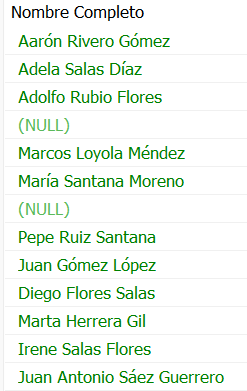 Nombre Completo
Aarón Rivero Gómez
Adela Salas Díaz
Adolfo Rubio Flores
(NULL)
Marcos Loyola Méndez
María Santana Moreno
(NULL)
Pepe Ruiz Santana
Juan Gómez López
Diego Flores Salas
Marta Herrera Gil
Irene Salas Flores
Juan Antonio Sáez Guerrero